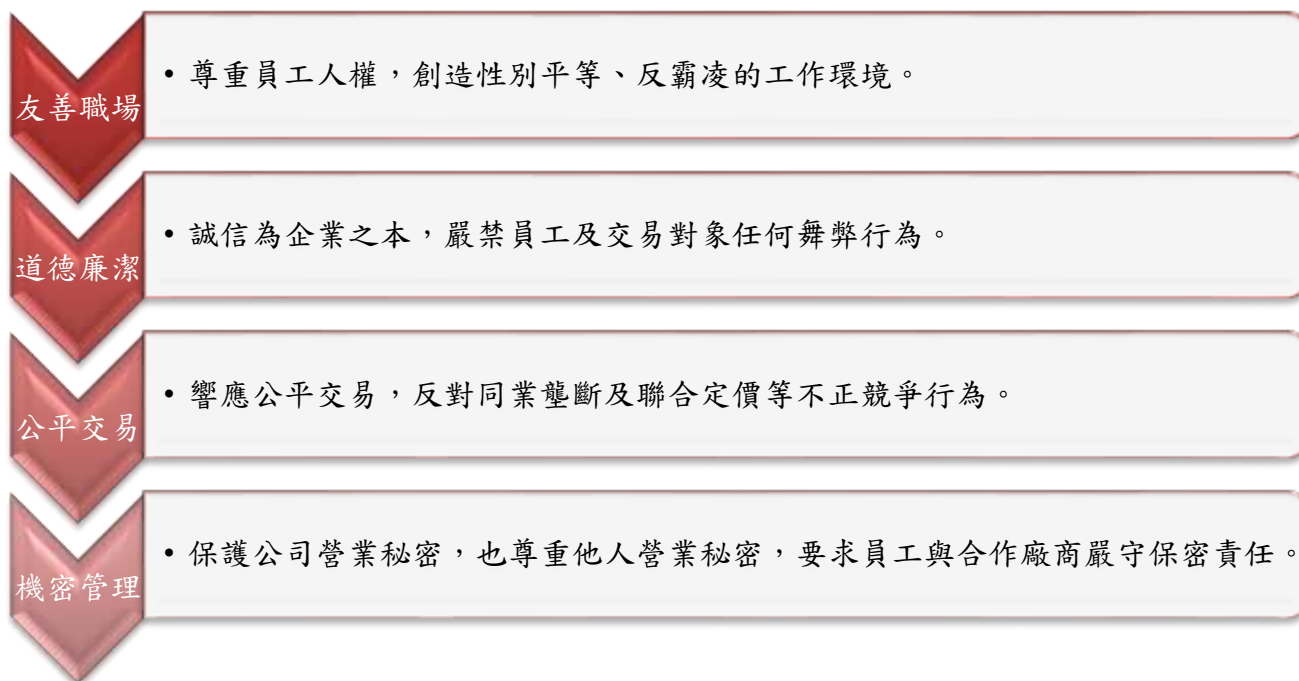 友善職場
• 尊重員工人權，創造性別平等、反霸凌的工作環境。
道德廉潔
• 誠信為企業之本，嚴禁員工及交易對象任何舞弊行為。
公平交易
• 響應公平交易，反對同業壟斷及聯合定價等不正競爭行為。
機密管理
• 保護公司營業秘密，也尊重他人營業秘密，要求員工與合作廠商嚴守保密責任。